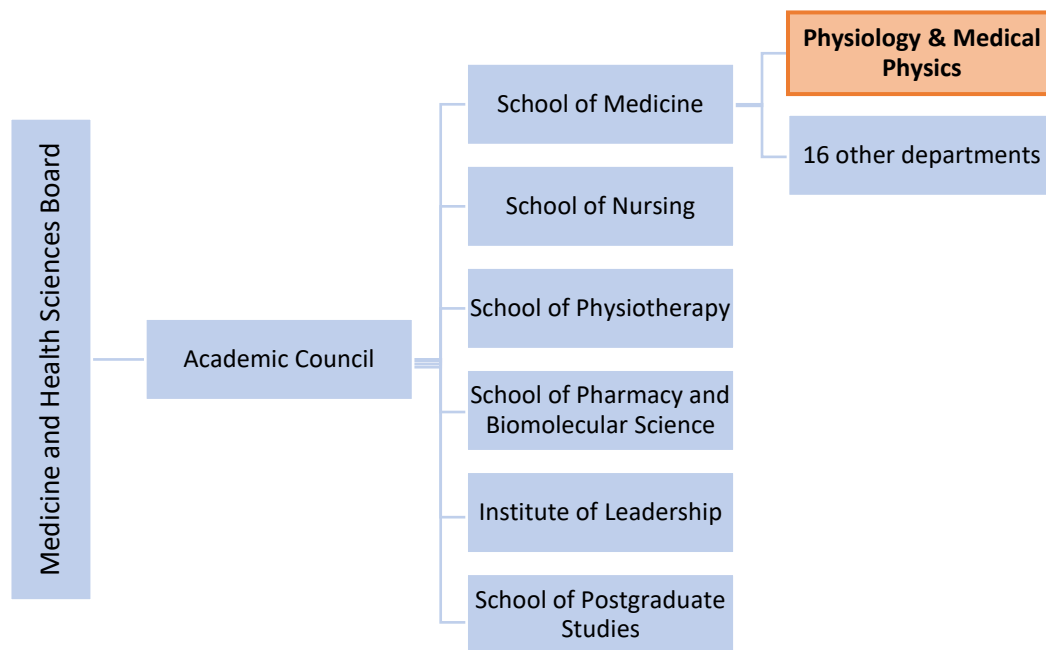 Medicine and Health Sciences Board
Academic Council
School of Medicine
School of Nursing
School of Physiotherapy
School of Pharmacy and
Biomolecular Science
Institute of Leadership
School of Postgraduate
Studies
Physiology & Medical
Physics
16 other departments